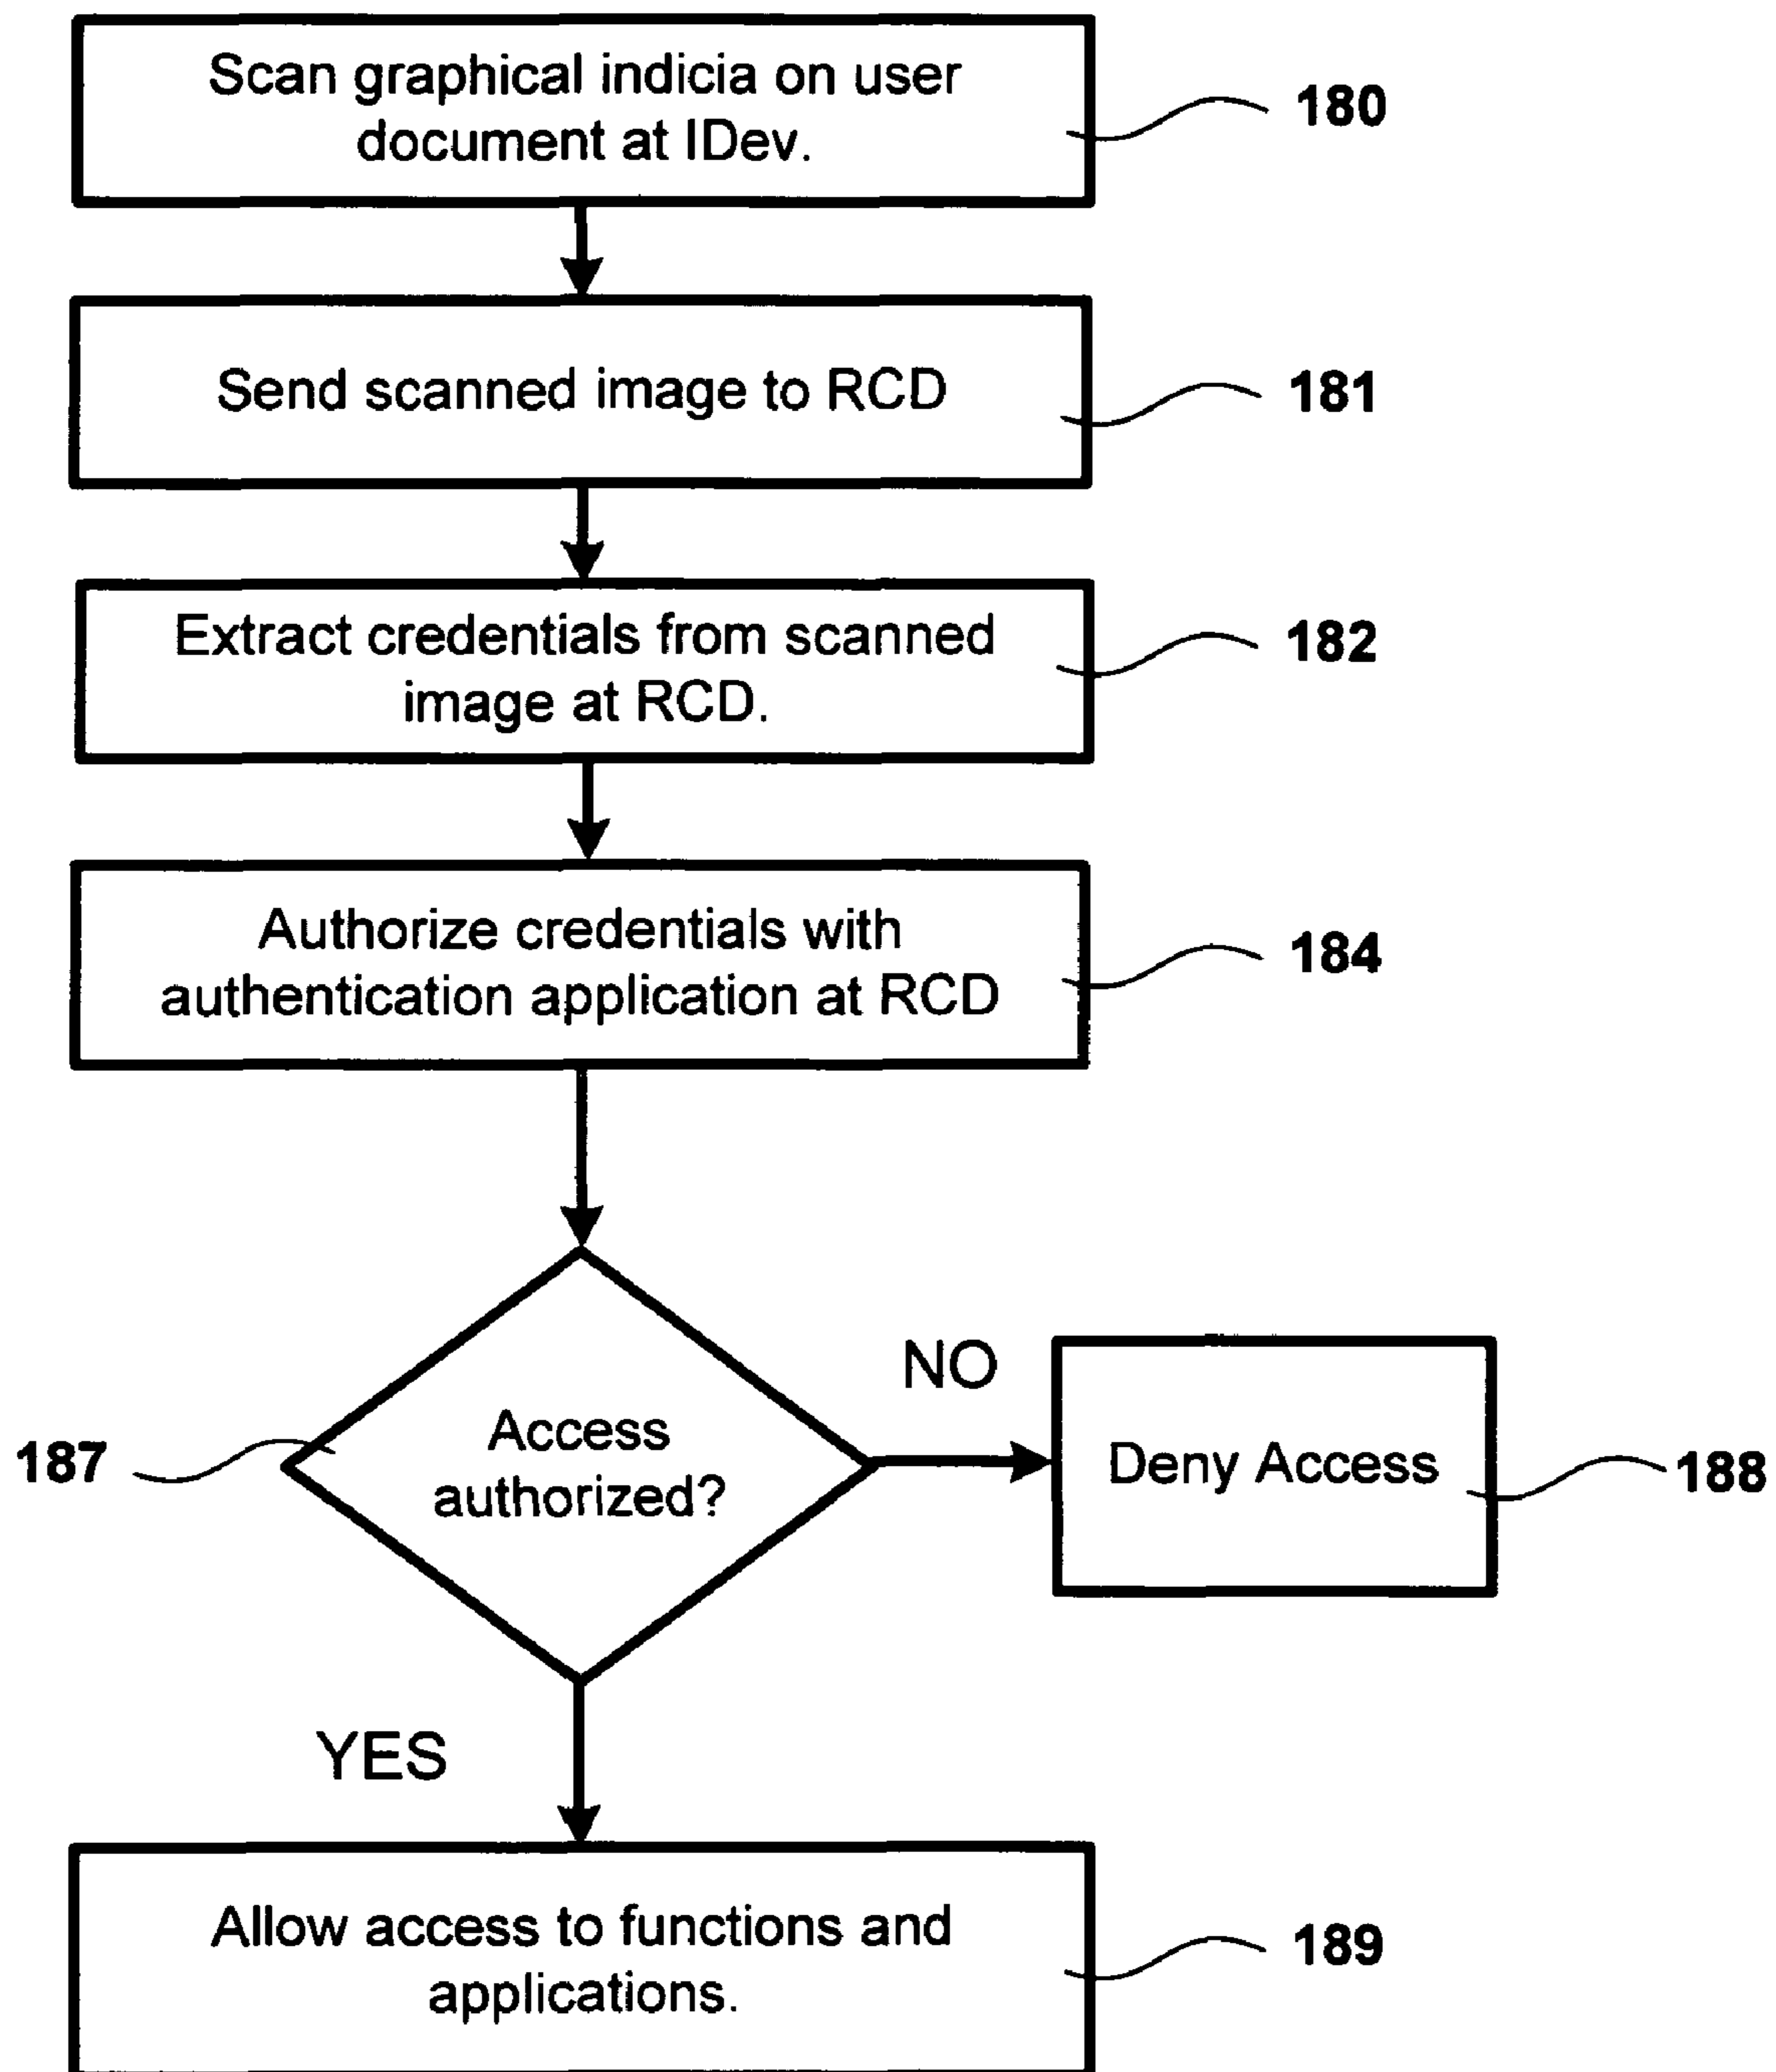 Scan graphical indicia on user
document at IDev.
180
Send scanned image to RCD
181
Extract credentials from scanned
image at RCD.
182
Authorize credentials with
authentication application at RCD
184
NO
187
Access
authorized?
Deny Access
188
YES
Allow access to functions and
applications.
189